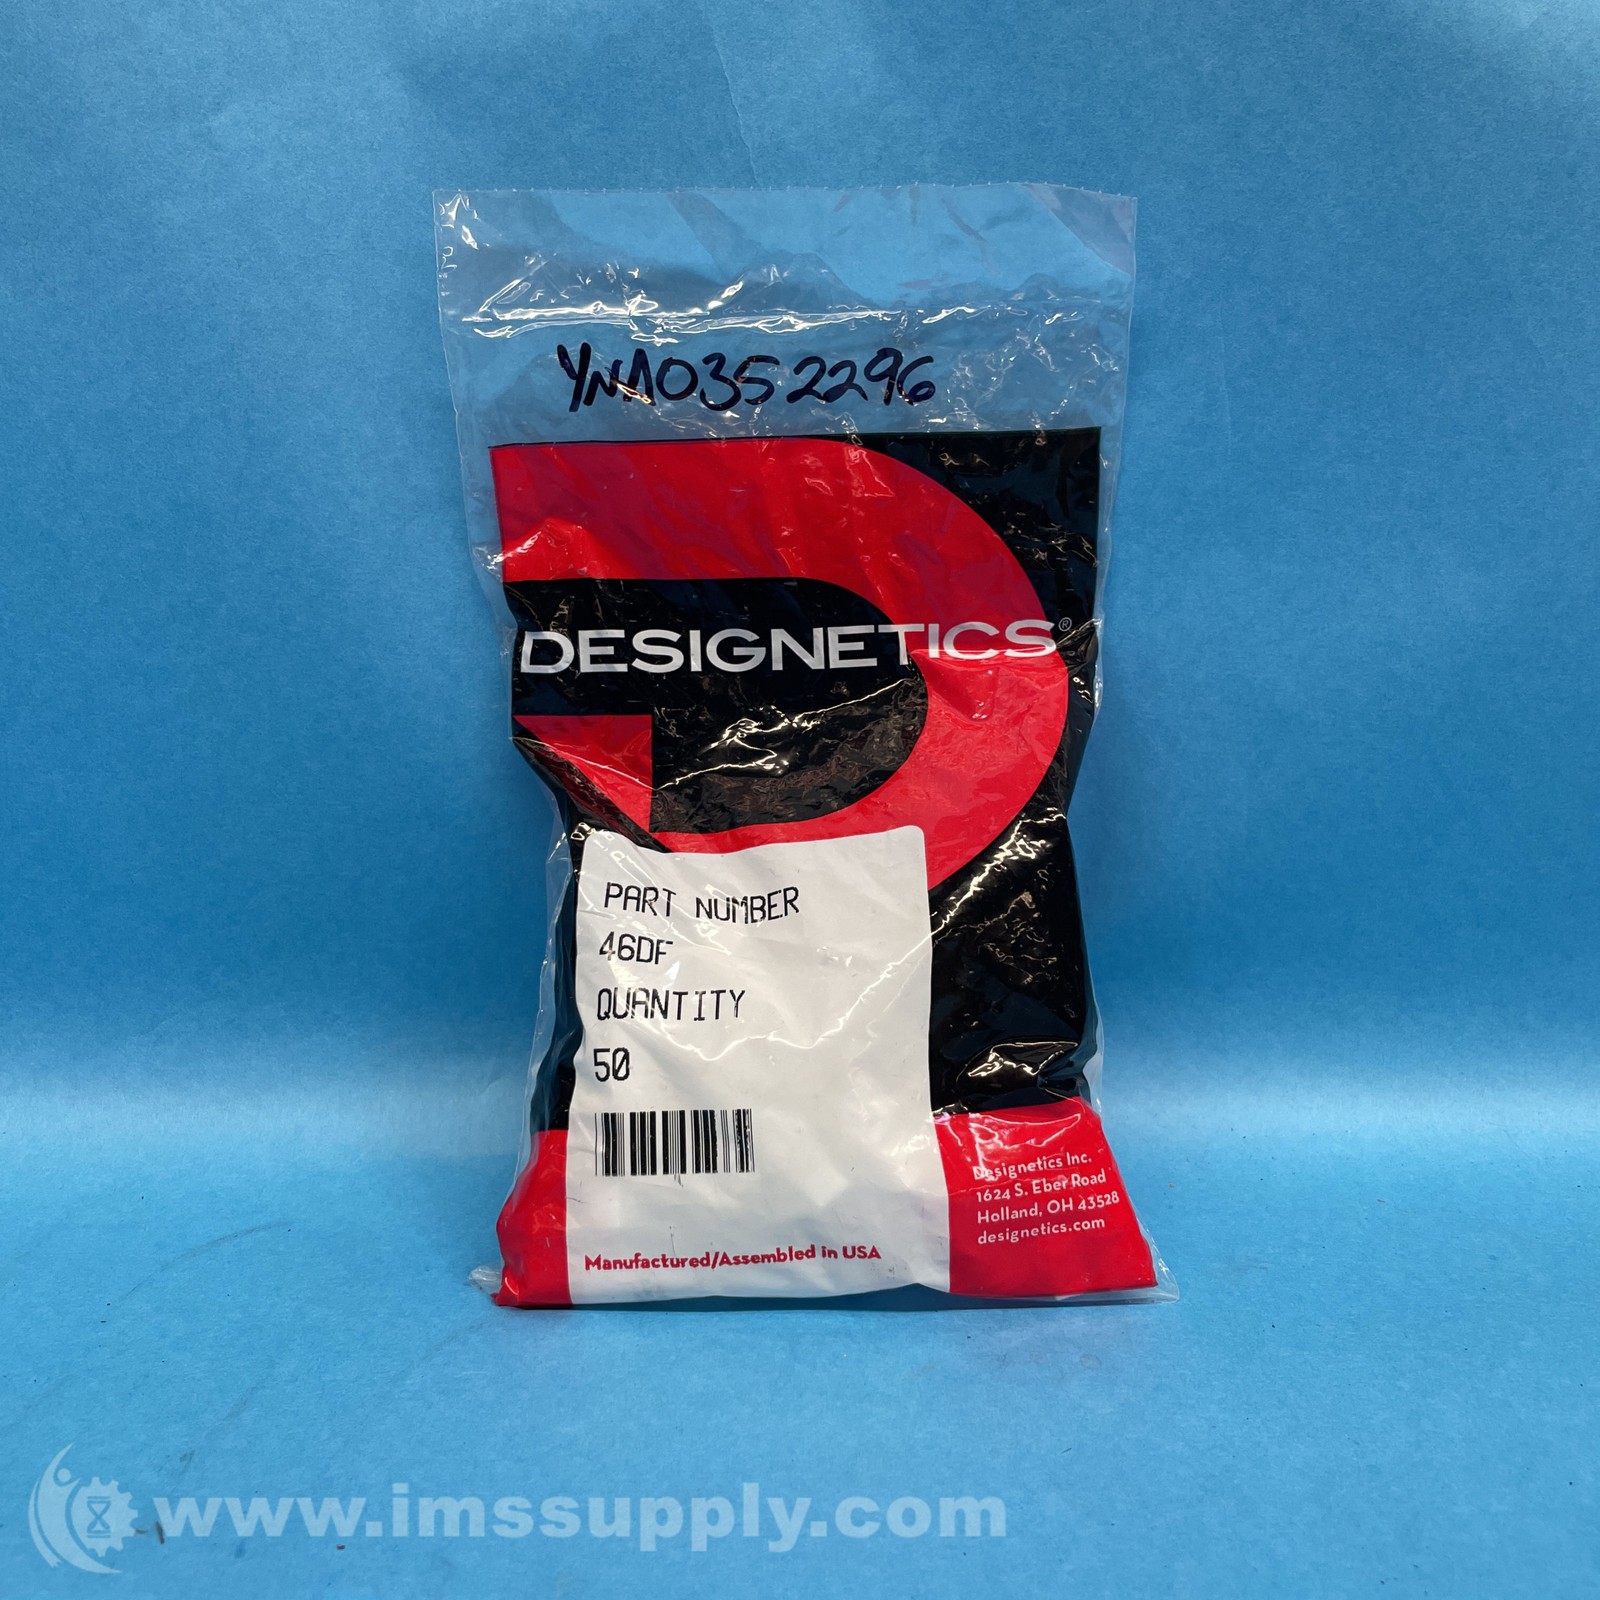 YNA0352296
DESIGNETICS®
PART NUMBER
46DF
QUANTITY
50
Designetics Inc.
1624 S. Eber Road
Holland, OH 43528
designetics.com
Manufactured/Assembled in USA
www.imssupply.com